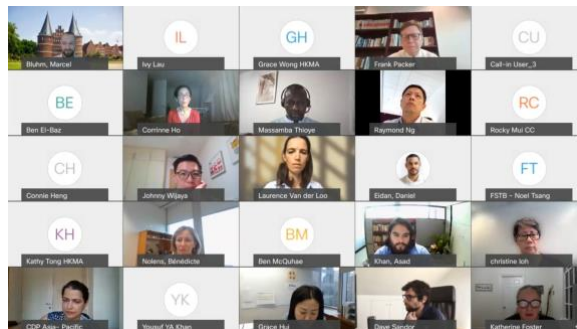 Bluhm, Marcel
IL
Ivy Lau
GH
Grace Wong HKMA
Frank Packer
CU
Call-in User_3
BE
Ben El-Baz
Corrinne Ho
Massamba Thioye
Raymond Ng
RC
Rocky Mui CC
CH
Connie Heng
Johnny Wijaya
Laurence Van der Loo
Eidan, Daniel
FT
FSTB - Noel Tsang
KH
Kathy Tong HKMA
Nolens, Bénédicte
BM
Ben McQuhae
Khan, Asad
christine loh
CDP Asia- Pacific
YK
Yousuf YA Khan
Grace Hui
Dave Sandor
Katherine Foster